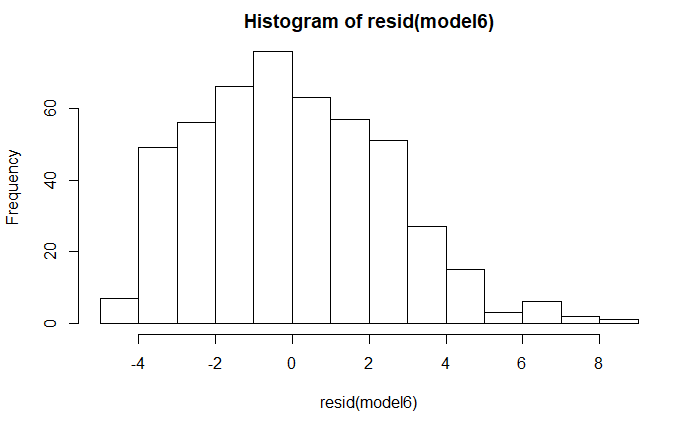 Histogram of resid(model6)
Frequency
60
40
20
0
-4 -2 0 2 4 6 8
resid(model6)